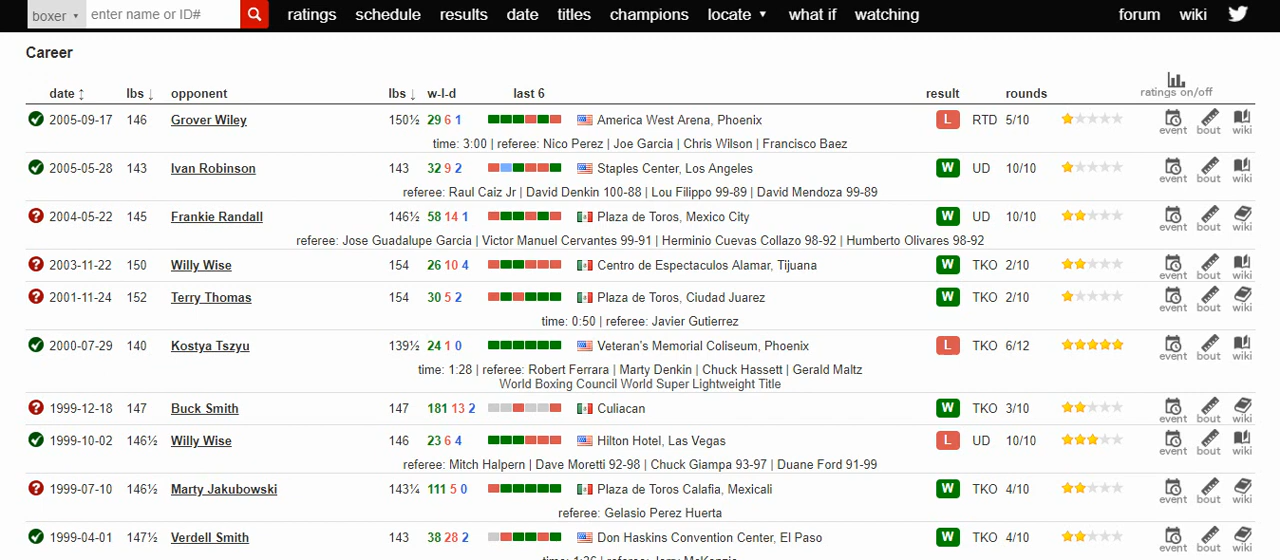 boxer enter name or ID# ratings schedule results date titles champions locate what if watching forum wiki
Career
ratings on/off
date lbs opponent lbs w-l-d last 6 result rounds
2005-09-17 146 Grover Wiley 150½ 29 6 1 America West Arena, Phoenix L RTD 5/10 event bout wiki
time: 3:00 | referee: Nico Perez | Joe Garcia | Chris Wilson | Francisco Baez
2005-05-28 143 Ivan Robinson 143 32 9 2 Staples Center, Los Angeles W UD 10/10 event bout wiki
referee: Raul Caiz Jr | David Denkin 100-88 | Lou Filippo 99-89 | David Mendoza 99-89
2004-05-22 145 Frankie Randall 146½ 58 14 1 Plaza de Toros, Mexico City W UD 10/10 event bout wiki
referee: Jose Guadalupe Garcia | Victor Manuel Cervantes 99-91 | Herminio Cuevas Collazo 98-92 | Humberto Olivares 98-92
2003-11-22 150 Willy Wise 154 26 10 4 Centro de Espectaculos Alamar, Tijuana W TKO 2/10 event bout wiki
2001-11-24 152 Terry Thomas 154 30 5 2 Plaza de Toros, Ciudad Juarez W TKO 2/10 event bout wiki
time: 0:50 | referee: Javier Gutierrez
2000-07-29 140 Kostya Tszyu 139½ 24 1 0 Veteran's Memorial Coliseum, Phoenix L TKO 6/12 event bout wiki
time: 1:28 | referee: Robert Ferrara | Marty Denkin | Chuck Hassett | Gerald Maltz
World Boxing Council World Super Lightweight Title
1999-12-18 147 Buck Smith 147 181 13 2 Culiacan W TKO 3/10 event bout wiki
1999-10-02 146½ Willy Wise 146 23 6 4 Hilton Hotel, Las Vegas L UD 10/10 event bout wiki
referee: Mitch Halpern | Dave Moretti 92-98 | Chuck Giampa 93-97 | Duane Ford 91-99
1999-07-10 146½ Marty Jakubowski 143¼ 111 5 0 Plaza de Toros Calafia, Mexicali W TKO 4/10 event bout wiki
referee: Gelasio Perez Huerta
1999-04-01 147½ Verdell Smith 143 38 28 2 Don Haskins Convention Center, El Paso W TKO 4/10 event bout wiki